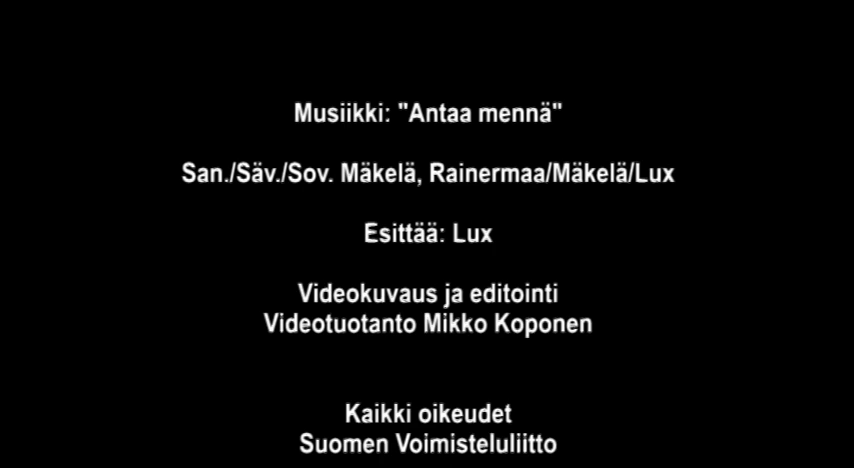 Musiikki: "Antaa mennä"
San./Säv./Sov. Mäkelä, Rainermaa/Mäkelä/Lux
Esittää: Lux
Videokuvaus ja editointi
Videotuotanto Mikko Koponen
Kaikki oikeudet
Suomen Voimisteluliitto